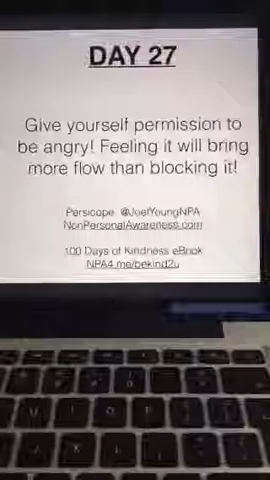 DAY 27
Give yourself permission to
be angry! Feeling it will bring
more flow than blocking it!
Persicope @JoelYoungNPA
NonPersonalAwareness.com
100 Days of Kindness eBook
NPA4.me/bekind2u